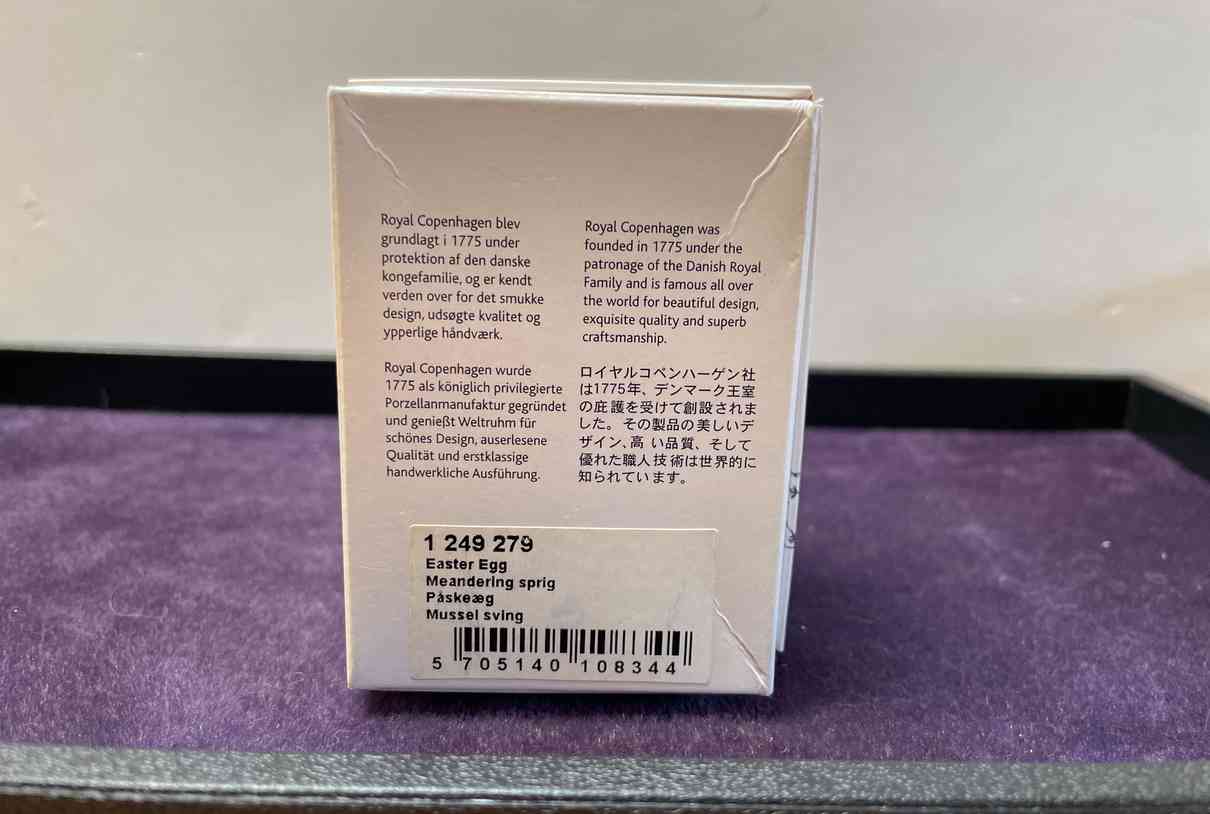 Royal Copenhagen blev
grundlagt i 1775 under
protektion af den danske
kongefamilie, og er kendt
verden over for det smukke
design, udsøgte kvalitet og
ypperlige håndværk.
Royal Copenhagen was
founded in 1775 under the
patronage of the Danish Royal
Family and is famous all over
the world for beautiful design,
exquisite quality and superb
craftsmanship.
Royal Copenhagen wurde
1775 als königlich privilegierte
Porzellanmanufaktur gegründet
und genießt Weltruhm für
schönes Design, auserlesene
Qualität und erstklassige
handwerkliche Ausführung.
ロイヤルコペンハーゲン社
は1775年、デンマーク王室
の庇護を受けて創設されま
した。その製品の美しいデ
ザイン、高い品質、そして
優れた職人技術は世界的に
知られています。
1 249 279
Easter Egg
Meandering sprig
Påskeæg
Mussel sving
5 705140 108344